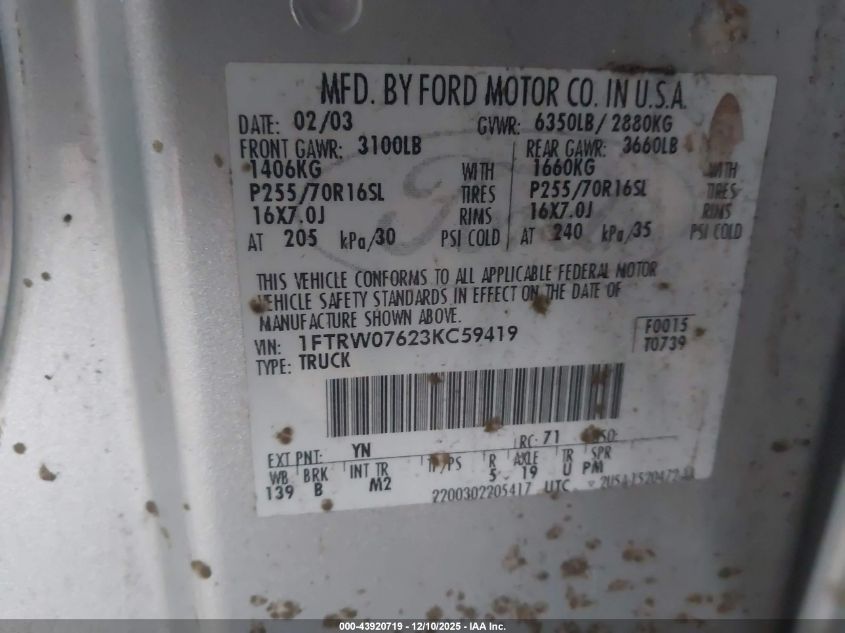 MFD. BY FORD MOTOR CO. IN U.S.A.
DATE: 02/03 GVWR: 6350LB/ 2880KG
FRONT GAWR: 3100LB REAR GAWR: 3660LB
1406KG WITH 1660KG WITH
P255/70R16SL TIRES P255/70R16SL TIRES
16X7.0J RIMS 16X7.0J RIMS
AT 205 kPa/30 PSI COLD AT 240 kPa/35 PSI COLD
THIS VEHICLE CONFORMS TO ALL APPLICABLE FEDERAL MOTOR
VEHICLE SAFETY STANDARDS IN EFFECT ON THE DATE OF
MANUFACTURE SHOWN ABOVE.
VIN: 1FTRW07623KC59419 F0015
TYPE: TRUCK T0739
EXT PNT: YN RC: 71 DSO:
WB BRK INT TR TP/PS R AXLE TR SPR
139 B M2 5 19 U PM
2200302205417 UTC
000-43920719 - 12/10/2025 - IAA Inc.